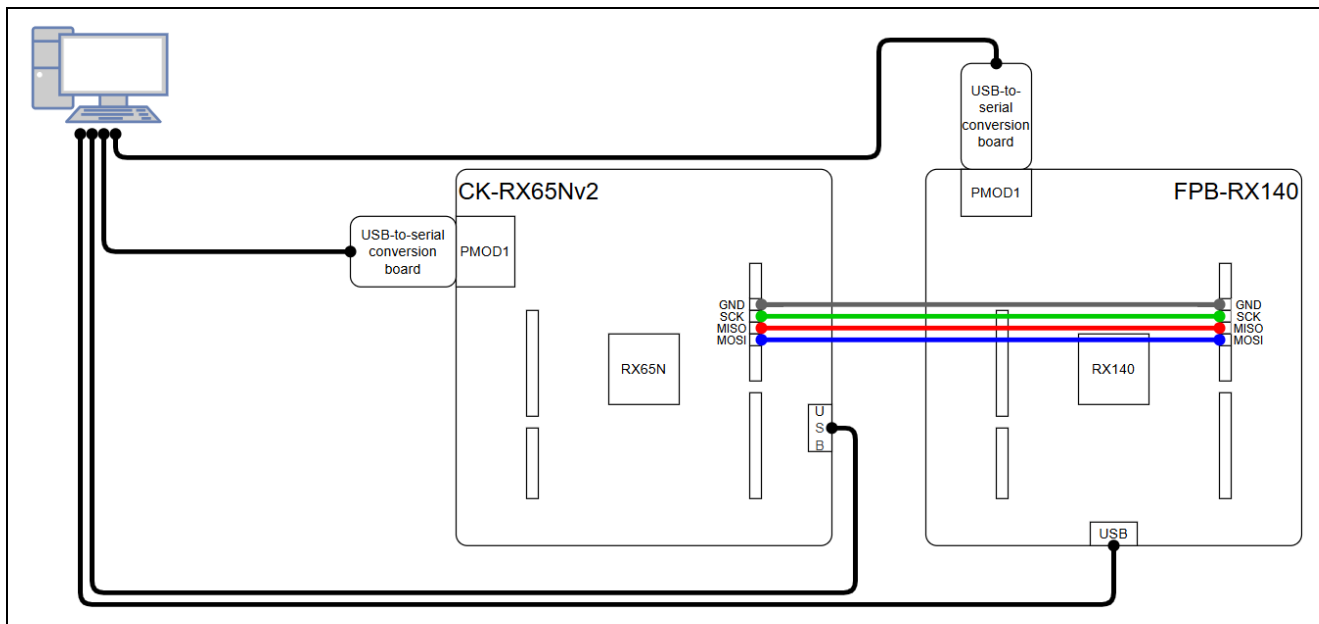 USB-to-
serial
conversion
board
CK-RX65Nv2
PMOD1
FPB-RX140
USB-to-serial
conversion
board
PMOD1
GND
SCK
MISO
MOSI
GND
SCK
MISO
MOSI
RX65N
RX140
U
S
B
USB